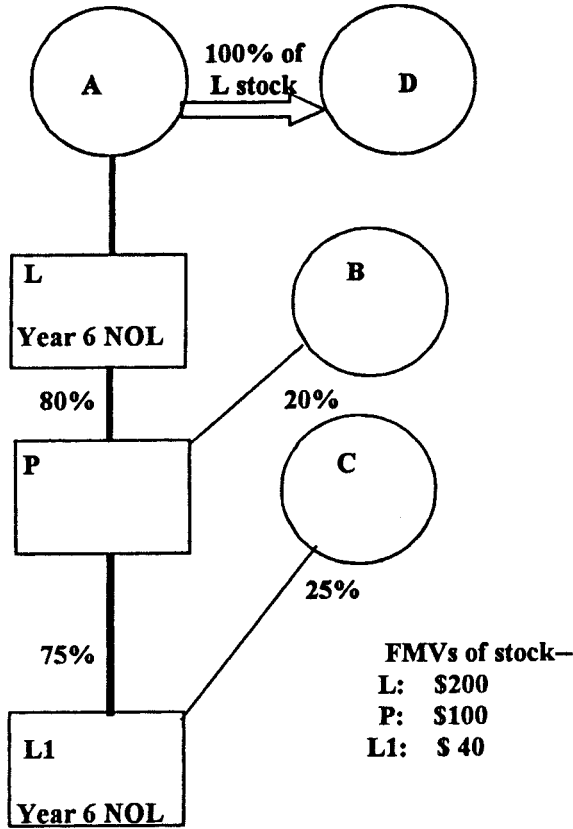 100% of
L stock
A
D
L
Year 6 NOL
B
80%
20%
P
C
25%
75%
FMVs of stock--
L: $200
P: $100
L1: $ 40
L1
Year 6 NOL